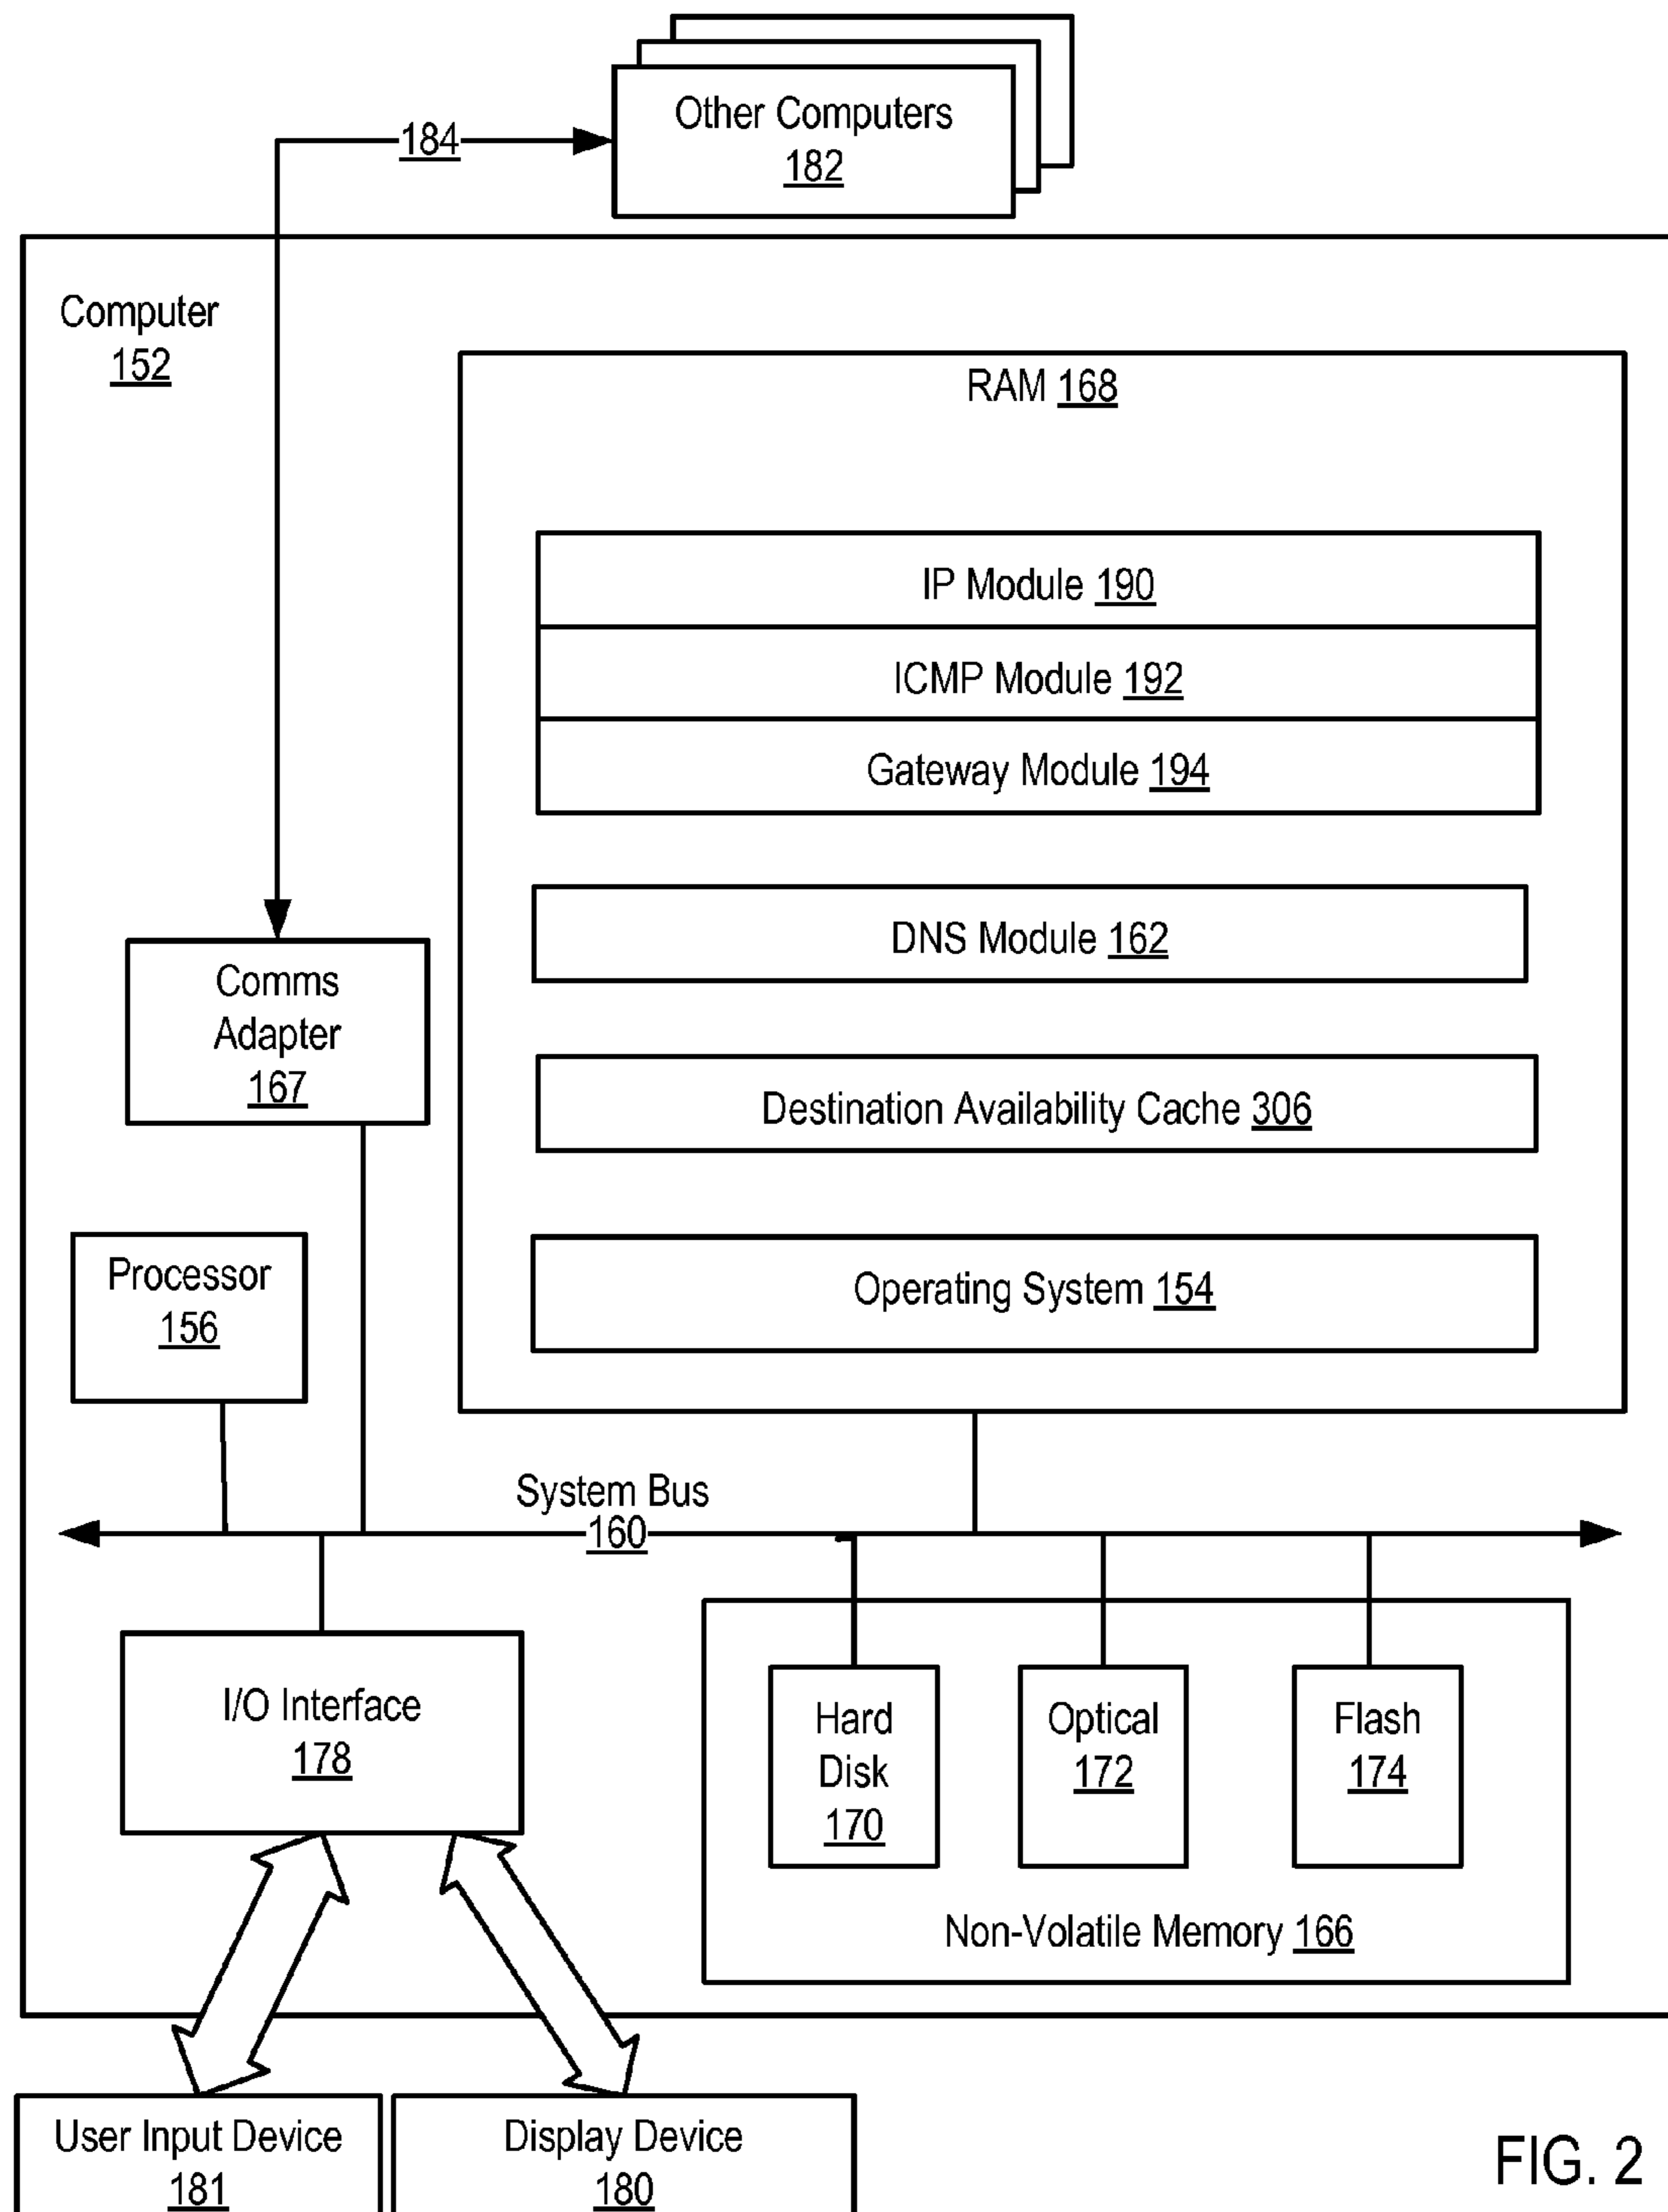 Other Computers
182
184
Computer
152
RAM 168
IP Module 190
ICMP Module 192
Gateway Module 194
DNS Module 162
Comms
Adapter
167
Destination Availability Cache 306
Processor
156
Operating System 154
System Bus
160
I/O Interface
178
Hard
Disk
170
Optical
172
Flash
174
Non-Volatile Memory 166
User Input Device
181
Display Device
180
FIG. 2